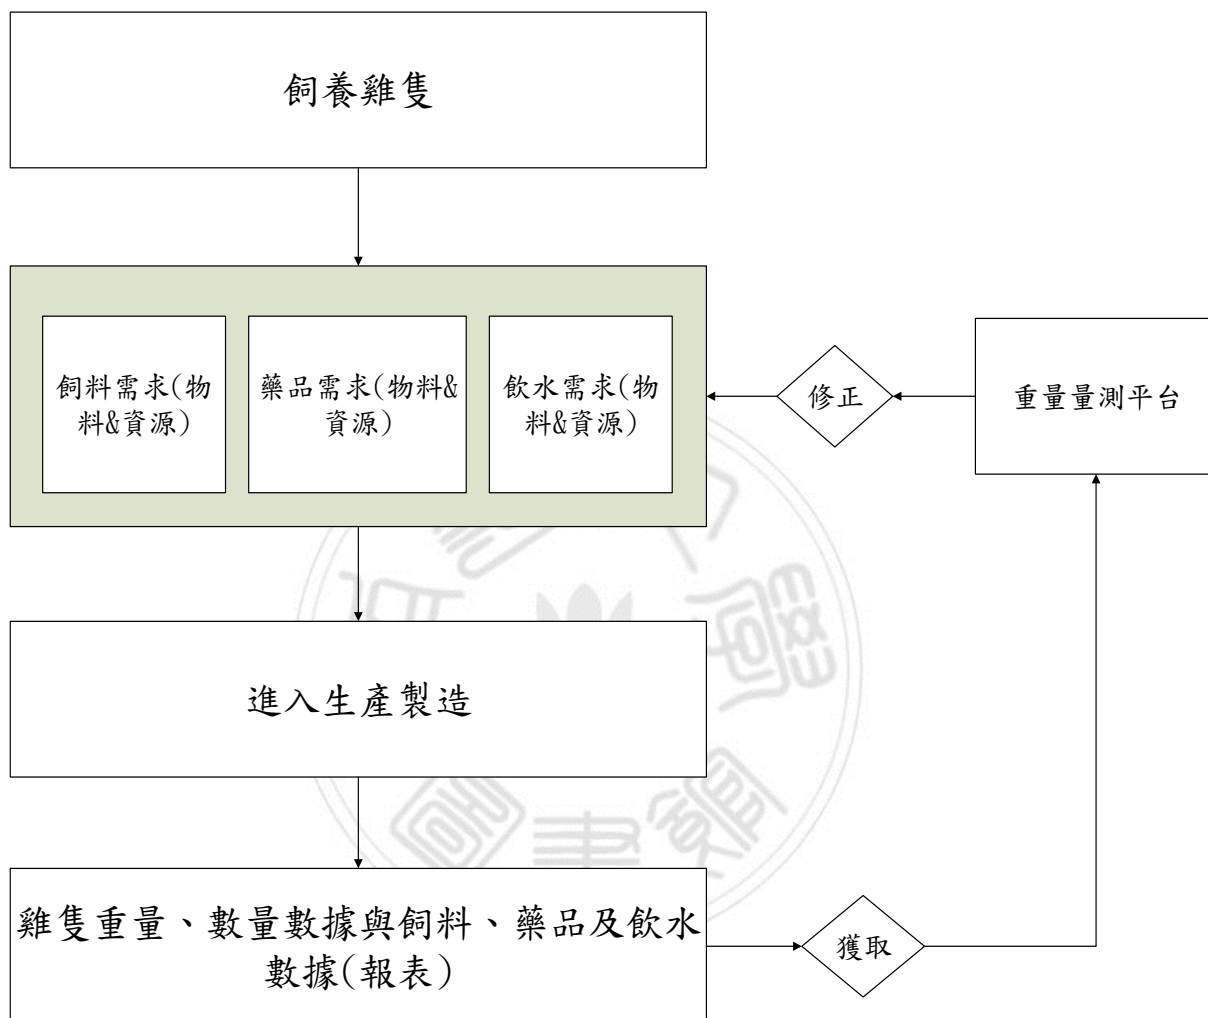 飼養雞隻
飼料需求(物
料&資源)
藥品需求(物料&
資源)
飲水需求(物
料&資源)
修正
重量量測平台
進入生產製造
雞隻重量、數量數據與飼料、藥品及飲水
數據(報表)
獲取